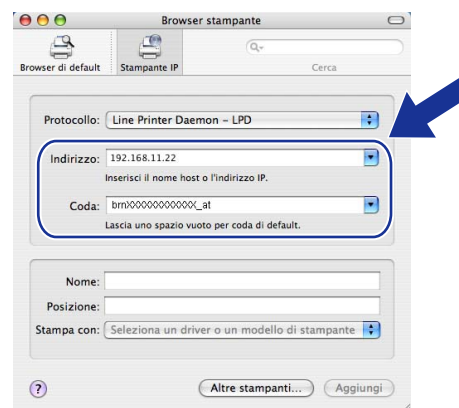 Browser stampante
Browser di default
Stampante IP
Cerca
Protocollo: Line Printer Daemon – LPD
Indirizzo: 192.168.11.22
Inserisci il nome host o l'indirizzo IP.
Coda: brnXXXXXXXXXXXX_at
Lascia uno spazio vuoto per coda di default.
Nome:
Posizione:
Stampa con: Seleziona un driver o un modello di stampante
?
Altre stampanti...
Aggiungi